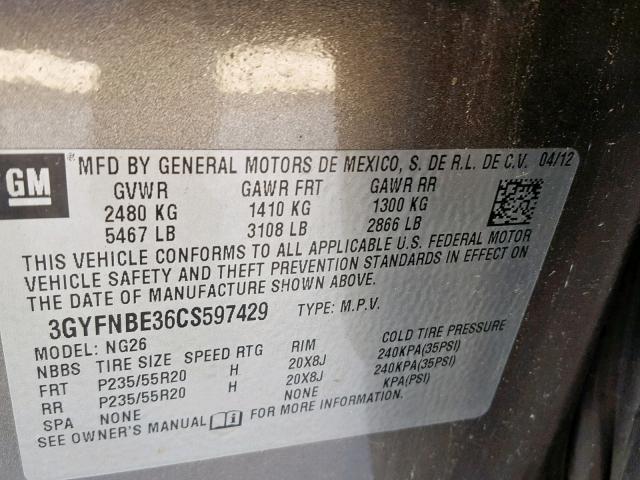 GM ® MFD BY GENERAL MOTORS DE MEXICO, S. DE R.L. DE C.V. 04/12
GVWR GAWR FRT GAWR RR
2480 KG 1410 KG 1300 KG
5467 LB 3108 LB 2866 LB
THIS VEHICLE CONFORMS TO ALL APPLICABLE U.S. FEDERAL MOTOR
VEHICLE SAFETY AND THEFT PREVENTION STANDARDS IN EFFECT ON
THE DATE OF MANUFACTURE SHOWN ABOVE.
3GYFNBE36CS597429 TYPE: M.P.V.
MODEL: NG26
NBBS TIRE SIZE SPEED RTG RIM COLD TIRE PRESSURE
FRT P235/55R20 H 20X8J 240KPA(35PSI)
RR P235/55R20 H 20X8J 240KPA(35PSI)
SPA NONE NONE KPA(PSI)
SEE OWNER'S MANUAL FOR MORE INFORMATION.